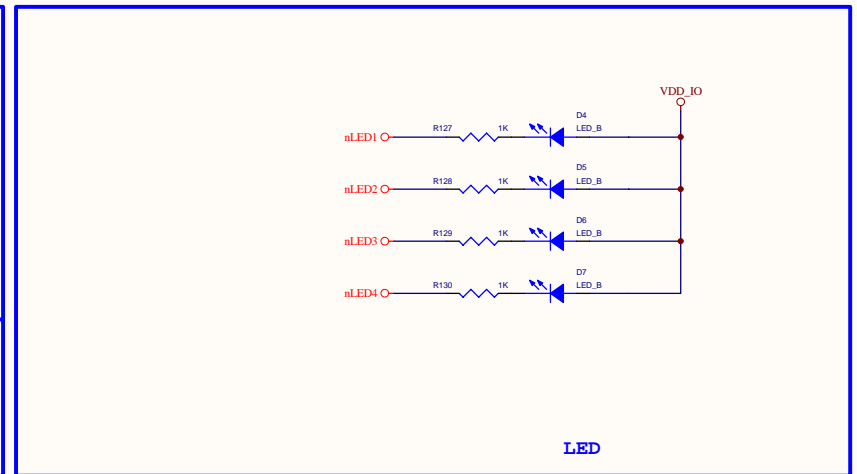 VDD_IO
D4
nLED1 R127 1K LED_B
D5
nLED2 R128 1K LED_B
D6
nLED3 R129 1K LED_B
D7
nLED4 R130 1K LED_B
LED